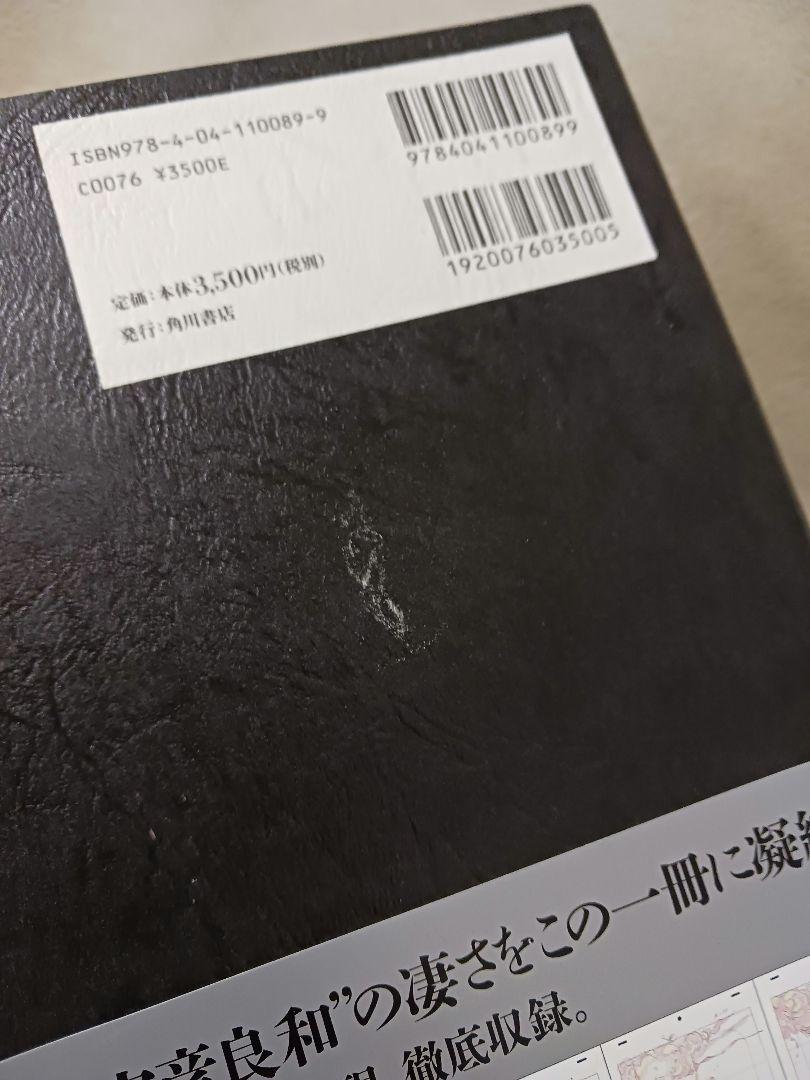 ISBN978-4-04-110089-9
C0076 ¥3500E
9784041100899
1920076035005
定価：本体3,500円（税別）
発行：角川書店
良和”の凄さをこの一冊に凝
徹底収録。